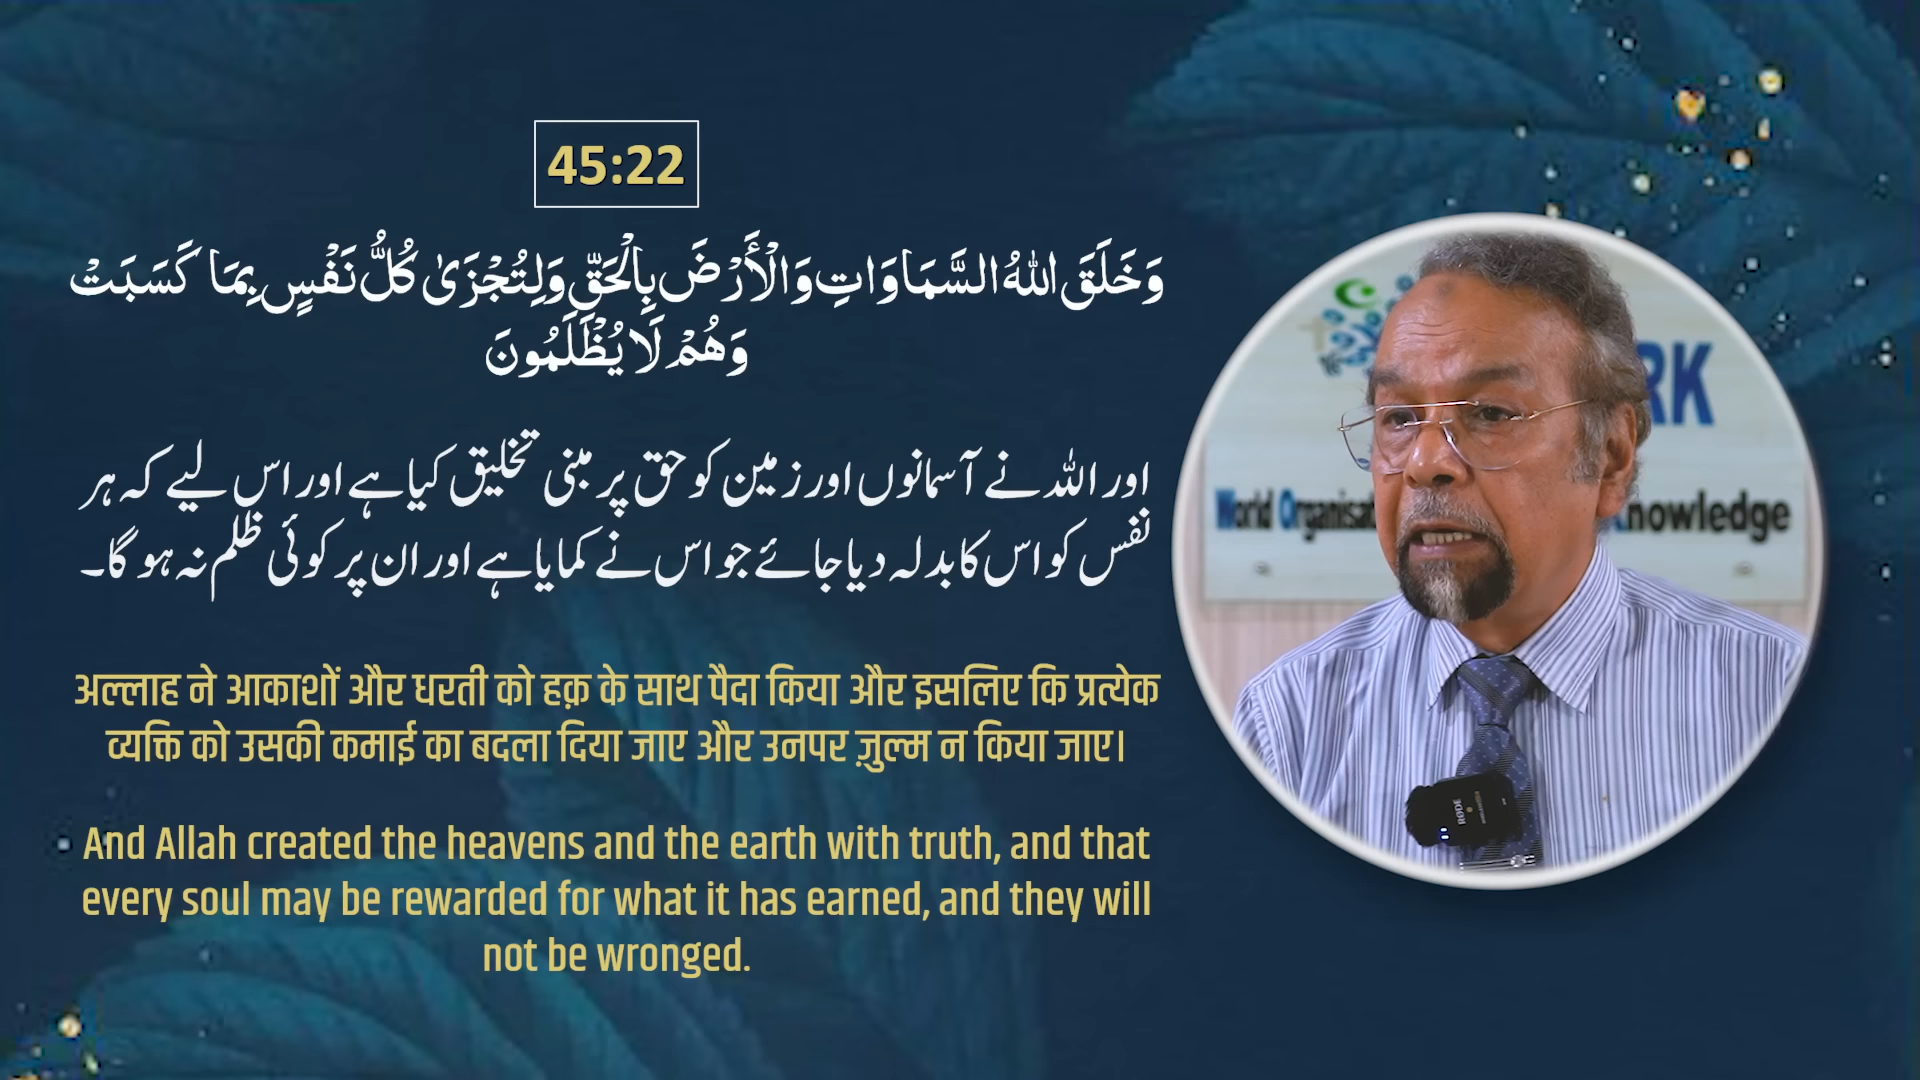 45:22
وَخَلَقَ اللهُ السَّمَاوَاتِ وَالْأَرْضَ بِالْحَقِّ وَلِتُجْزَىٰ كُلُّ نَفْسٍ بِمَا كَسَبَتْ
وَهُمْ لَا يُظْلَمُونَ
اور اللہ نے آسمانوں اور زمین کو حق پر مبنی تخلیق کیا ہے اور اس لیے کہ ہر
نفس کو اس کا بدلہ دیا جائے جو اس نے کمایا ہے اور ان پر کوئی ظلم نہ ہو گا۔
अल्लाह ने आकाशों और धरती को हक़ के साथ पैदा किया और इसलिए कि प्रत्येक
व्यक्ति को उसकी कमाई का बदला दिया जाए और उनपर ज़ुल्म न किया जाए।
And Allah created the heavens and the earth with truth, and that
every soul may be rewarded for what it has earned, and they will
not be wronged.
RK
World Organisat
Knowledge
RØDE